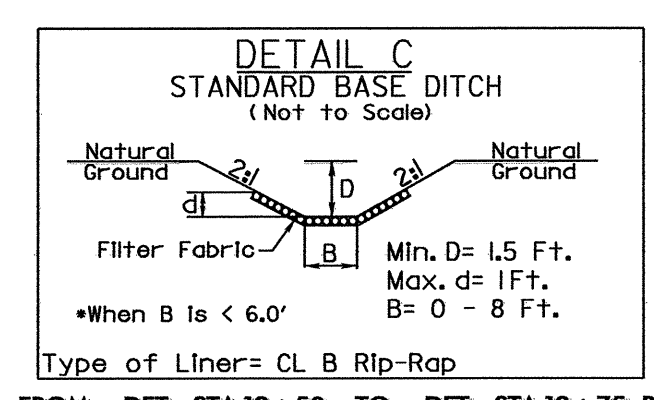 DETAIL C
STANDARD BASE DITCH
(Not to Scale)
Natural
Ground
2:1
D
2:1
Natural
Ground
d
Filter Fabric
B
Min. D= 1.5 Ft.
Max. d= 1Ft.
B= 0 - 8 Ft.
*When B is < 6.0'
Type of Liner= CL B Rip-Rap